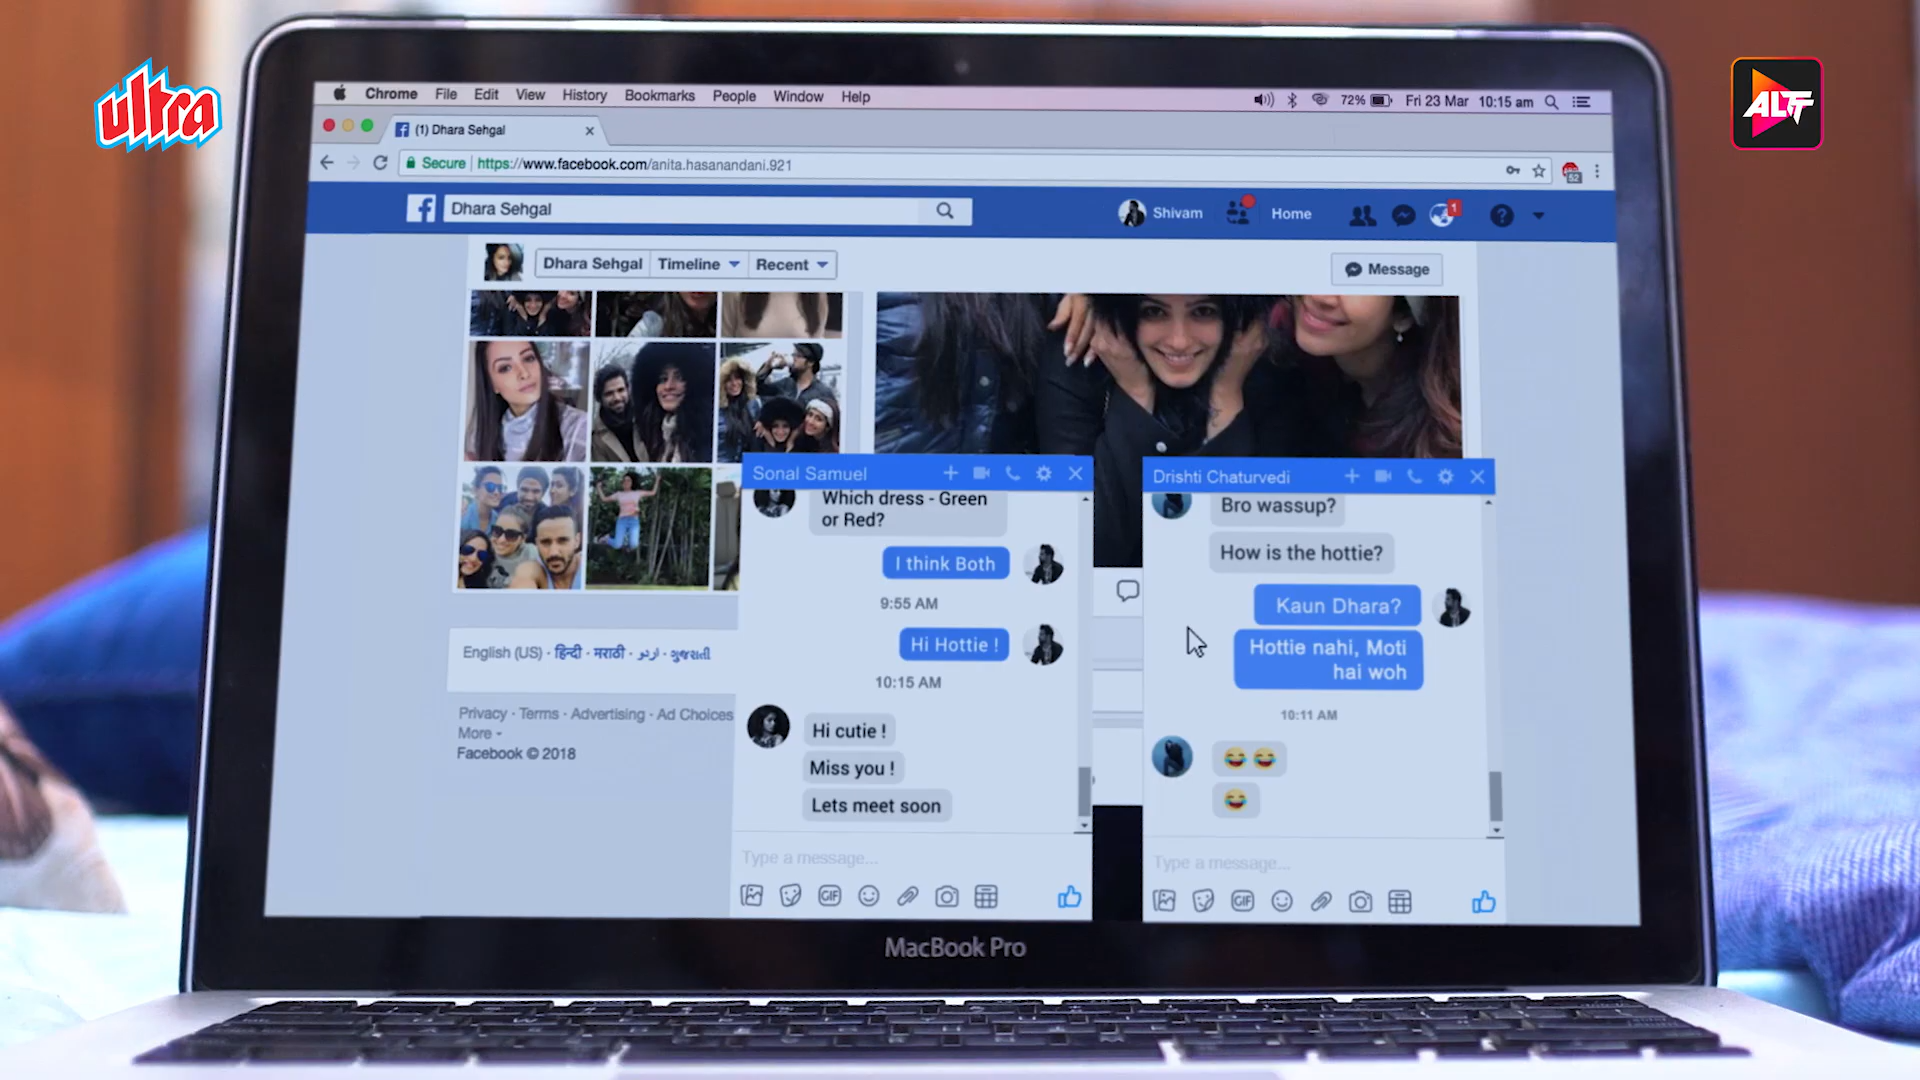 ultra
ALTT
Chrome File Edit View History Bookmarks People Window Help
72% Fri 23 Mar 10:15 am
(1) Dhara Sehgal
Secure https://www.facebook.com/anita.hasanandani.921
52
Dhara Sehgal
Shivam Home 1
Dhara Sehgal Timeline Recent
Message
English (US) · हिन्दी · मराठी · اردو · ગુજરાતી
Privacy · Terms · Advertising · Ad Choices
More
Facebook © 2018
Sonal Samuel
Which dress - Green
or Red?
I think Both
9:55 AM
Hi Hottie !
10:15 AM
Hi cutie !
Miss you !
Lets meet soon
Type a message...
GIF
Drishti Chaturvedi
Bro wassup?
How is the hottie?
Kaun Dhara?
Hottie nahi, Moti
hai woh
10:11 AM
Type a message...
GIF
MacBook Pro